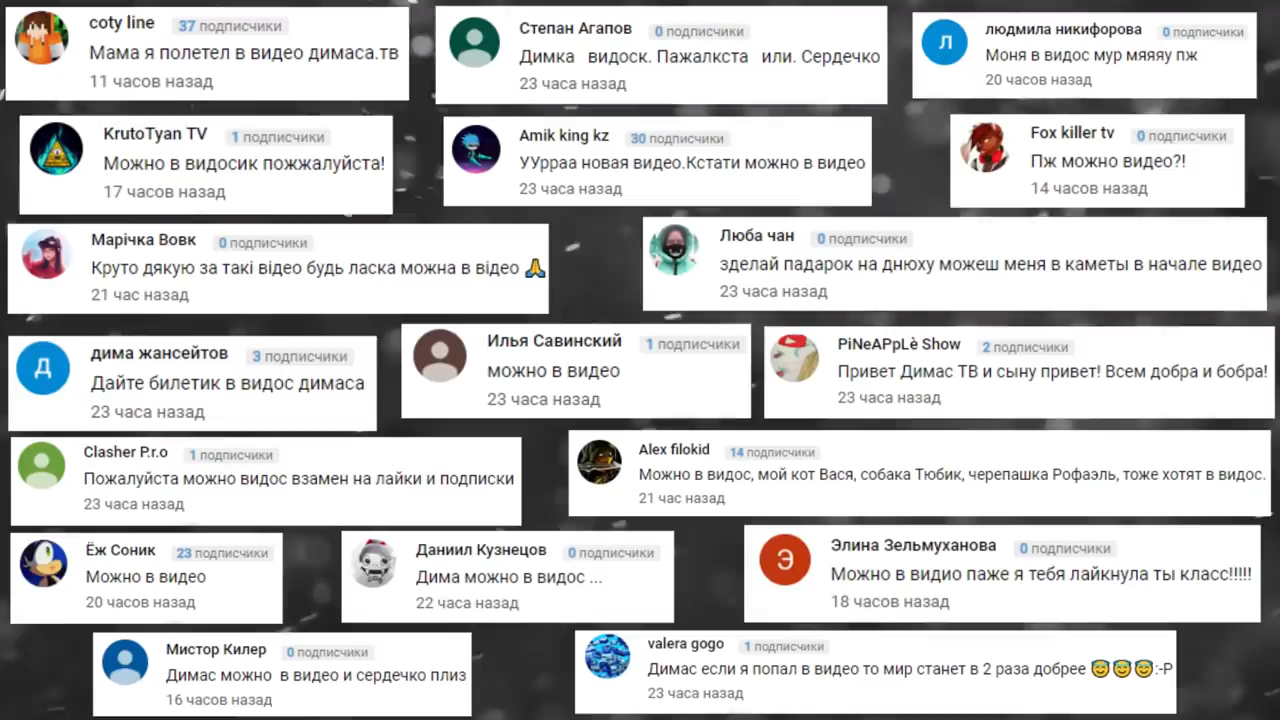 coty line 37 подписчики
Мама я полетел в видео димаса.тв
11 часов назад
Степан Агапов 0 подписчики
Димка видоск. Пажалкста или. Сердечко
23 часа назад
людмила никифорова 0 подписчики
Моня в видос мур мяяяу пж
20 часов назад
KrutoTyan TV 1 подписчики
Можно в видосик пожжалуйста!
17 часов назад
Amik king kz 30 подписчики
УУрраа новая видео.Кстати можно в видео
23 часа назад
Fox killer tv 0 подписчики
Пж можно видео?!
14 часов назад
Марічка Вовк 0 подписчики
Круто дякую за такі відео будь ласка можна в відео 🙏
21 час назад
Люба чан 0 подписчики
зделай падарок на днюху можеш меня в каметы в начале видео
23 часа назад
дима жансейтов 3 подписчики
Д
Дайте билетик в видос димаса
23 часа назад
Илья Савинский 1 подписчики
можно в видео
23 часа назад
PiNeAPpLè Show 2 подписчики
Привет Димас ТВ и сыну привет! Всем добра и бобра!
23 часа назад
Clasher P.r.o 1 подписчики
Пожалуйста можно видос взамен на лайки и подписки
23 часа назад
Alex filokid 14 подписчики
Можно в видос, мой кот Вася, собака Тюбик, черепашка Рофаэль, тоже хотят в видос.
21 час назад
Ёж Соник 23 подписчики
Можно в видео
20 часов назад
Даниил Кузнецов 0 подписчики
Дима можно в видос ...
22 часа назад
Элина Зельмуханова 0 подписчики
Э
Можно в видио паже я тебя лайкнула ты класс!!!!!
18 часов назад
Мистор Килер 0 подписчики
Димас можно в видео и сердечко плиз
16 часов назад
valera gogo 1 подписчики
Димас если я попал в видео то мир станет в 2 раза добрее 😇😇😇:-P
23 часа назад
Л